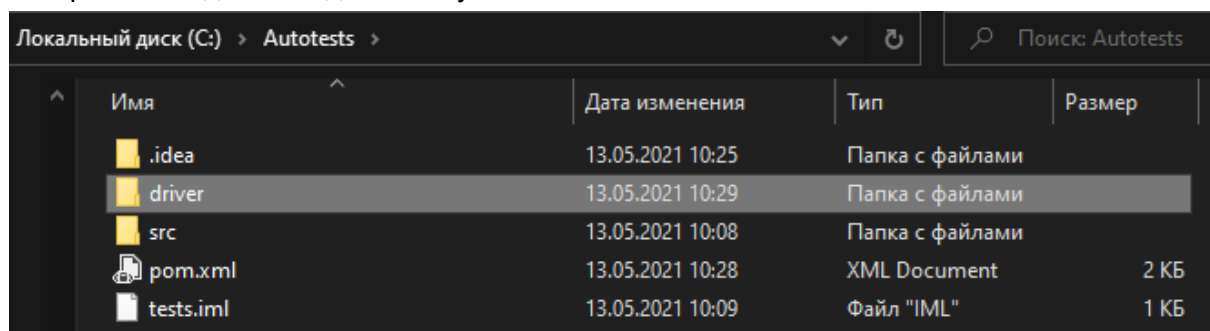 Локальный диск (C:) > Autotests > Поиск: Autotests
Имя Дата изменения Тип Размер
.idea 13.05.2021 10:25 Папка с файлами
driver 13.05.2021 10:29 Папка с файлами
src 13.05.2021 10:08 Папка с файлами
pom.xml 13.05.2021 10:28 XML Document 2 КБ
tests.iml 13.05.2021 10:09 Файл "IML" 1 КБ